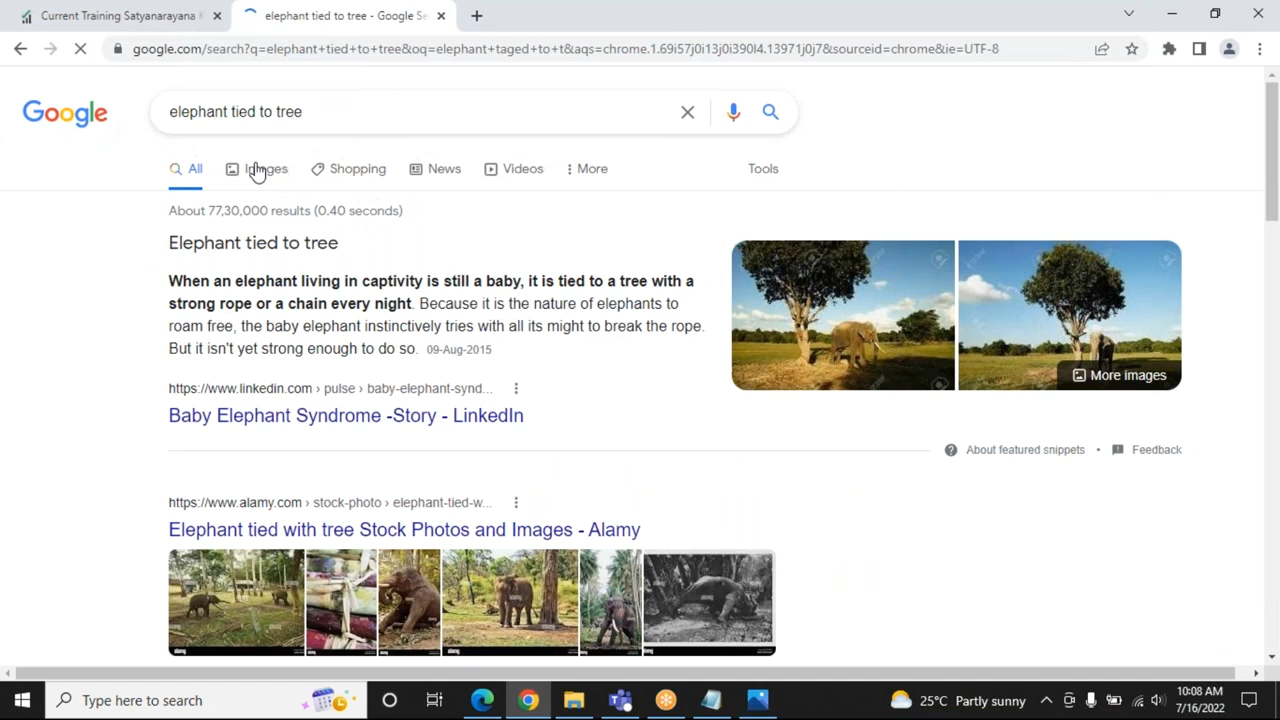 Current Training Satyanarayana
elephant tied to tree - Google Se
google.com/search?q=elephant+tied+to+tree&oq=elephant+taged+to+t&aqs=chrome.1.69i57j0i13j0i390l4.13971j0j7&sourceid=chrome&ie=UTF-8
Google
elephant tied to tree
All Images Shopping News Videos More Tools
About 77,30,000 results (0.40 seconds)
Elephant tied to tree
When an elephant living in captivity is still a baby, it is tied to a tree with a
strong rope or a chain every night. Because it is the nature of elephants to
roam free, the baby elephant instinctively tries with all its might to break the rope.
But it isn't yet strong enough to do so. 09-Aug-2015
More images
https://www.linkedin.com › pulse › baby-elephant-synd...
Baby Elephant Syndrome -Story - LinkedIn
About featured snippets • Feedback
https://www.alamy.com › stock-photo › elephant-tied-w...
Elephant tied with tree Stock Photos and Images - Alamy
Type here to search
25°C Partly sunny
10:08 AM
7/16/2022